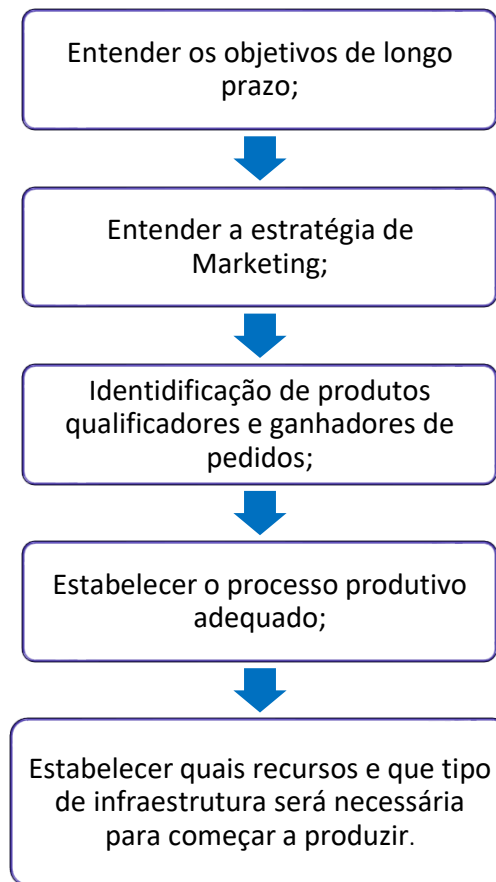 Entender os objetivos de longo
prazo;
Entender a estratégia de
Marketing;
Identidificação de produtos
qualificadores e ganhadores de
pedidos;
Estabelecer o processo produtivo
adequado;
Estabelecer quais recursos e que tipo
de infraestrutura será necessária
para começar a produzir.